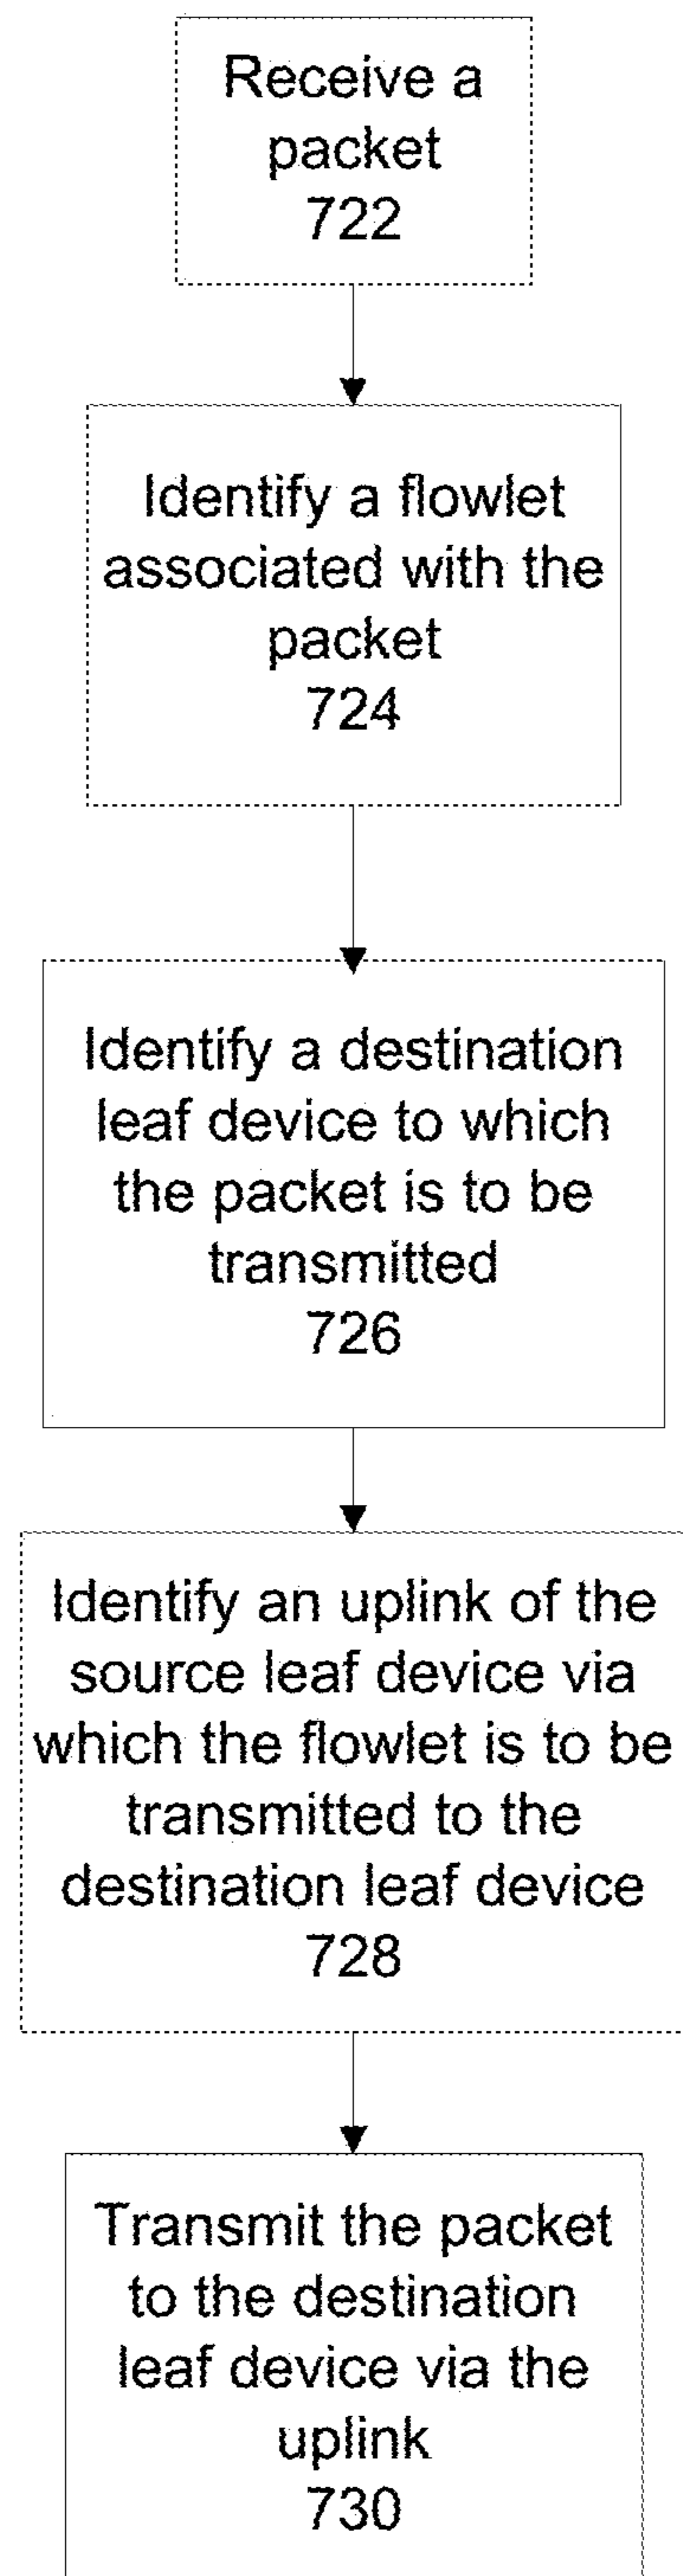 Receive a
packet
722
Identify a flowlet
associated with the
packet
724
Identify a destination
leaf device to which
the packet is to be
transmitted
726
Identify an uplink of the
source leaf device via
which the flowlet is to be
transmitted to the
destination leaf device
728
Transmit the packet
to the destination
leaf device via the
uplink
730